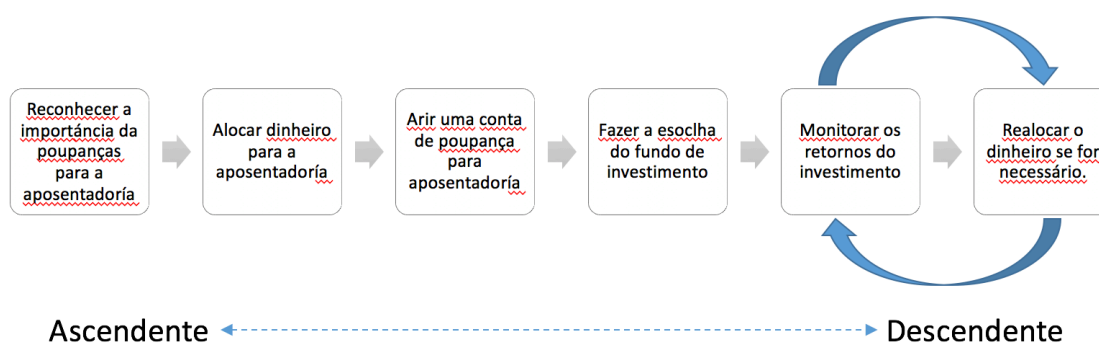 Reconhecer a
importáncia da
poupanças
para a
aposentadoría
Alocar dinheiro
para a
aposentadoría
Arir uma conta
de poupança
para
aposentadoría
Fazer a esoclha
do fundo de
investimento
Monitorar os
retornos do
investimento
Realocar o
dinheiro se for
necessário.
Ascendente
Descendente